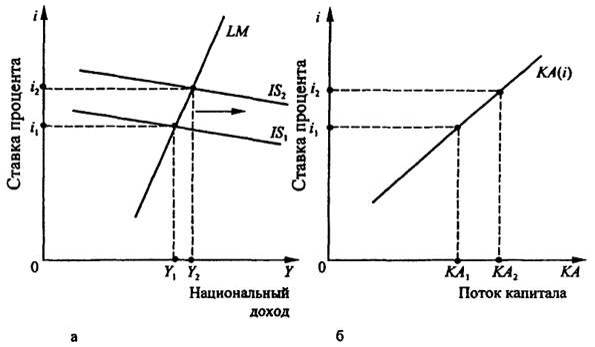 i
LM
Ставка процента
i₂
i₁
IS₂
IS₁
0
Y₁
Y₂
Y
Национальный
доход
а
i
KA(i)
Ставка процента
i₂
i₁
0
KA₁
KA₂
KA
Поток капитала
б